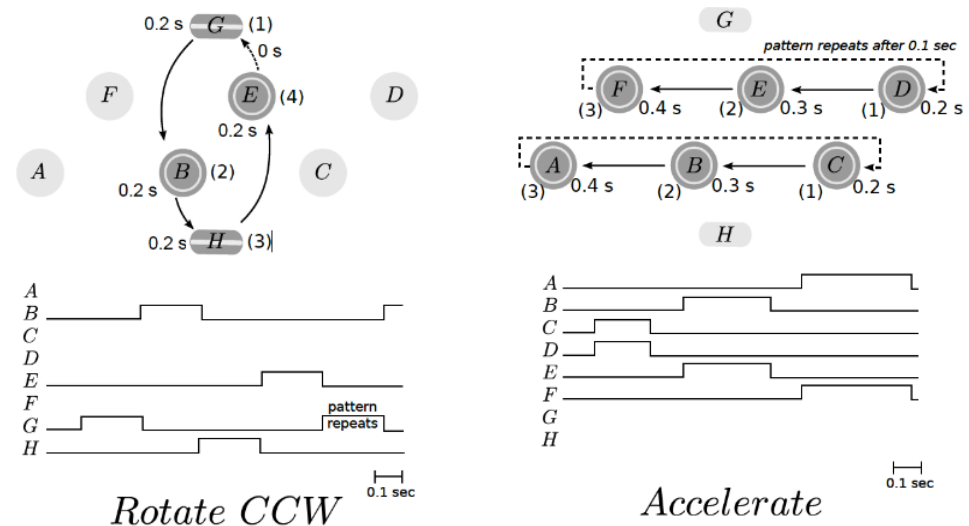 0.2 s G (1)
0 s
F E (4) D
0.2 s
A B (2) C
0.2 s
0.2 s H (3)
A
B
C
D
E
F
G
H
pattern
repeats
0.1 sec
Rotate CCW
G
pattern repeats after 0.1 sec
F E D
(3) 0.4 s (2) 0.3 s (1) 0.2 s
A B C
(3) 0.4 s (2) 0.3 s (1) 0.2 s
H
A
B
C
D
E
F
G
H
0.1 sec
Accelerate